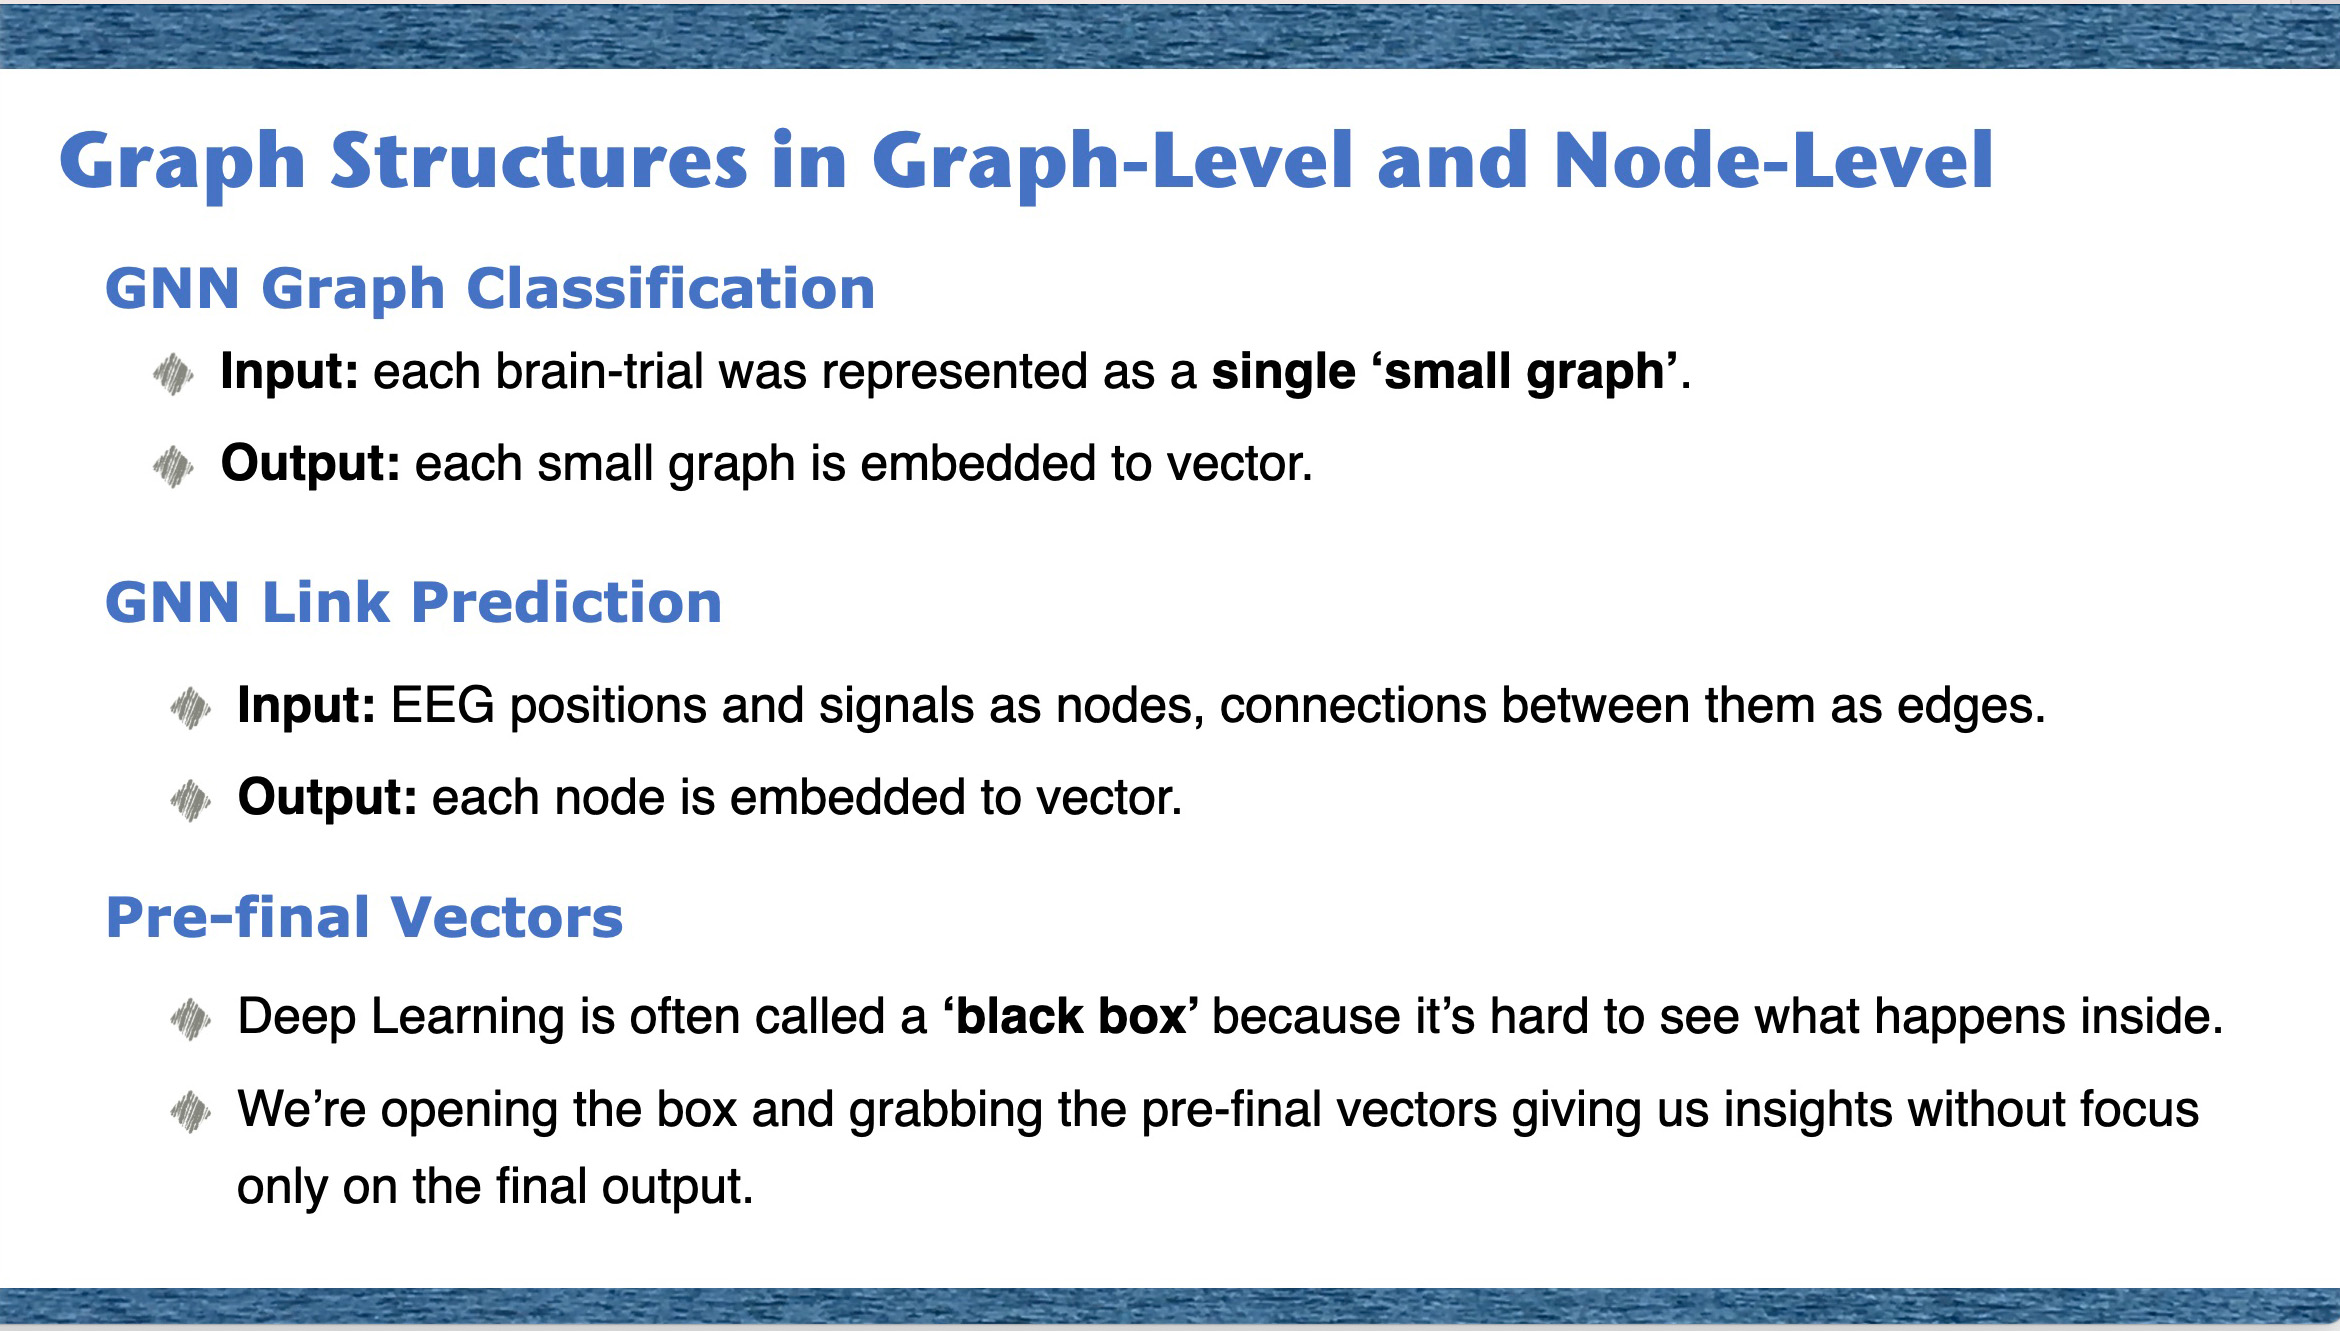 Graph Structures in Graph-Level and Node-Level
GNN Graph Classification
Input: each brain-trial was represented as a single ‘small graph’.
Output: each small graph is embedded to vector.
GNN Link Prediction
Input: EEG positions and signals as nodes, connections between them as edges.
Output: each node is embedded to vector.
Pre-final Vectors
Deep Learning is often called a ‘black box’ because it’s hard to see what happens inside.
We’re opening the box and grabbing the pre-final vectors giving us insights without focus
only on the final output.